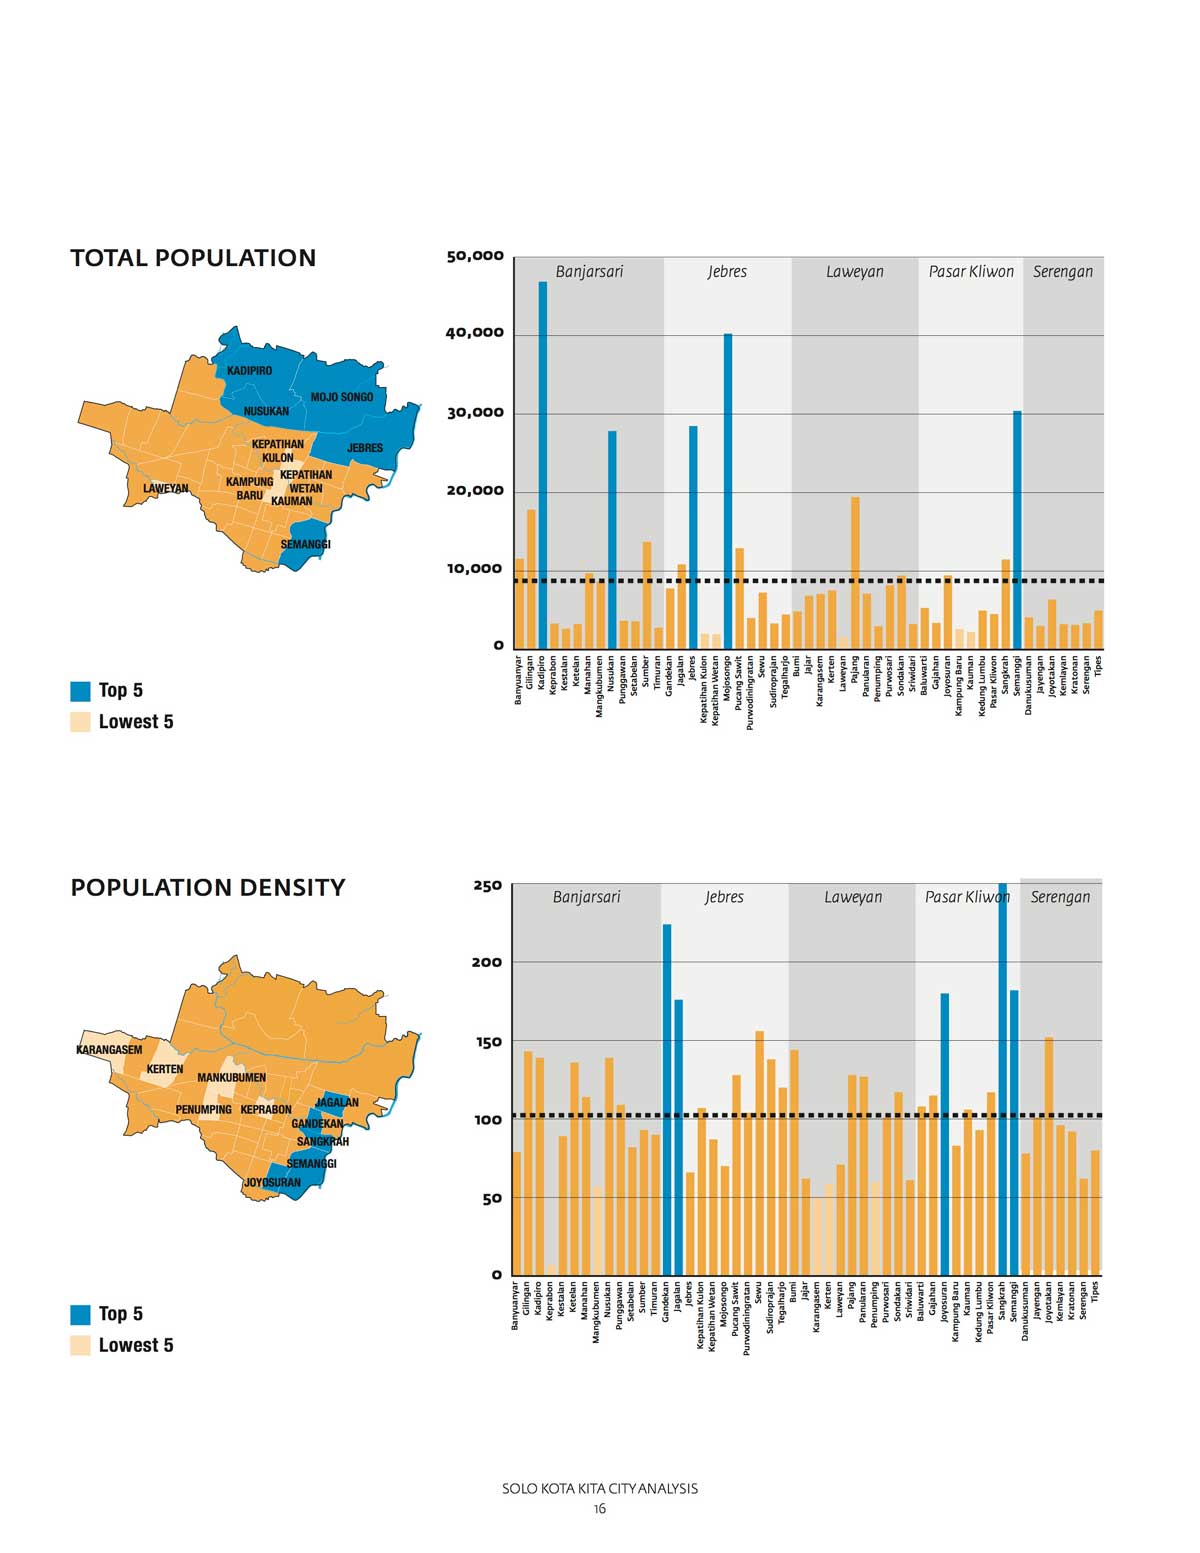 TOTAL POPULATION
KADIPIRO
MOJO SONGO
NUSUKAN
KEPATIHAN
KULON
JEBRES
KEPATIHAN
WETAN
KAMPUNG
BARU
LAWEYAN
KAUMAN
SEMANGGI
Top 5
Lowest 5
50,000
40,000
30,000
20,000
10,000
0
Banjarsari
Jebres
Laweyan
Pasar Kliwon
Serengan
Banyuanyar
Gilingan
Kadipiro
Keprabon
Kestalan
Ketelan
Manahan
Mangkubumen
Nusukan
Punggawan
Setabelan
Sumber
Timuran
Gandekan
Jagalan
Jebres
Kepatihan Kulon
Kepatihan Wetan
Mojosongo
Pucang Sawit
Purwodiningratan
Sewu
Sudiroprajan
Tegalharjo
Bumi
Jajar
Karangasem
Kerten
Laweyan
Pajang
Panularan
Penumping
Purwosari
Sondakan
Sriwidari
Baluwarti
Gajahan
Joyosuran
Kampung Baru
Kauman
Kedung Lumbu
Pasar Kliwon
Sangkrah
Semanggi
Danukusuman
Jayengan
Joyotakan
Kemlayan
Kratonan
Serengan
Tipes
POPULATION DENSITY
KARANGASEM
KERTEN
MANKUBUMEN
PENUMPING
KEPRABON
JAGALAN
GANDEKAN
SANGKRAH
SEMANGGI
JOYOSURAN
Top 5
Lowest 5
250
200
150
100
50
0
Banjarsari
Jebres
Laweyan
Pasar Kliwon
Serengan
Banyuanyar
Gilingan
Kadipiro
Keprabon
Kestalan
Ketelan
Manahan
Mangkubumen
Nusukan
Punggawan
Setabelan
Sumber
Timuran
Gandekan
Jagalan
Jebres
Kepatihan Kulon
Kepatihan Wetan
Mojosongo
Pucang Sawit
Purwodiningratan
Sewu
Sudiroprajan
Tegalharjo
Bumi
Jajar
Karangasem
Kerten
Laweyan
Pajang
Panularan
Penumping
Purwosari
Sondakan
Sriwidari
Baluwarti
Gajahan
Joyosuran
Kampung Baru
Kauman
Kedung Lumbu
Pasar Kliwon
Sangkrah
Semanggi
Danukusuman
Jayengan
Joyotakan
Kemlayan
Kratonan
Serengan
Tipes
SOLO KOTA KITA CITY ANALYSIS
16